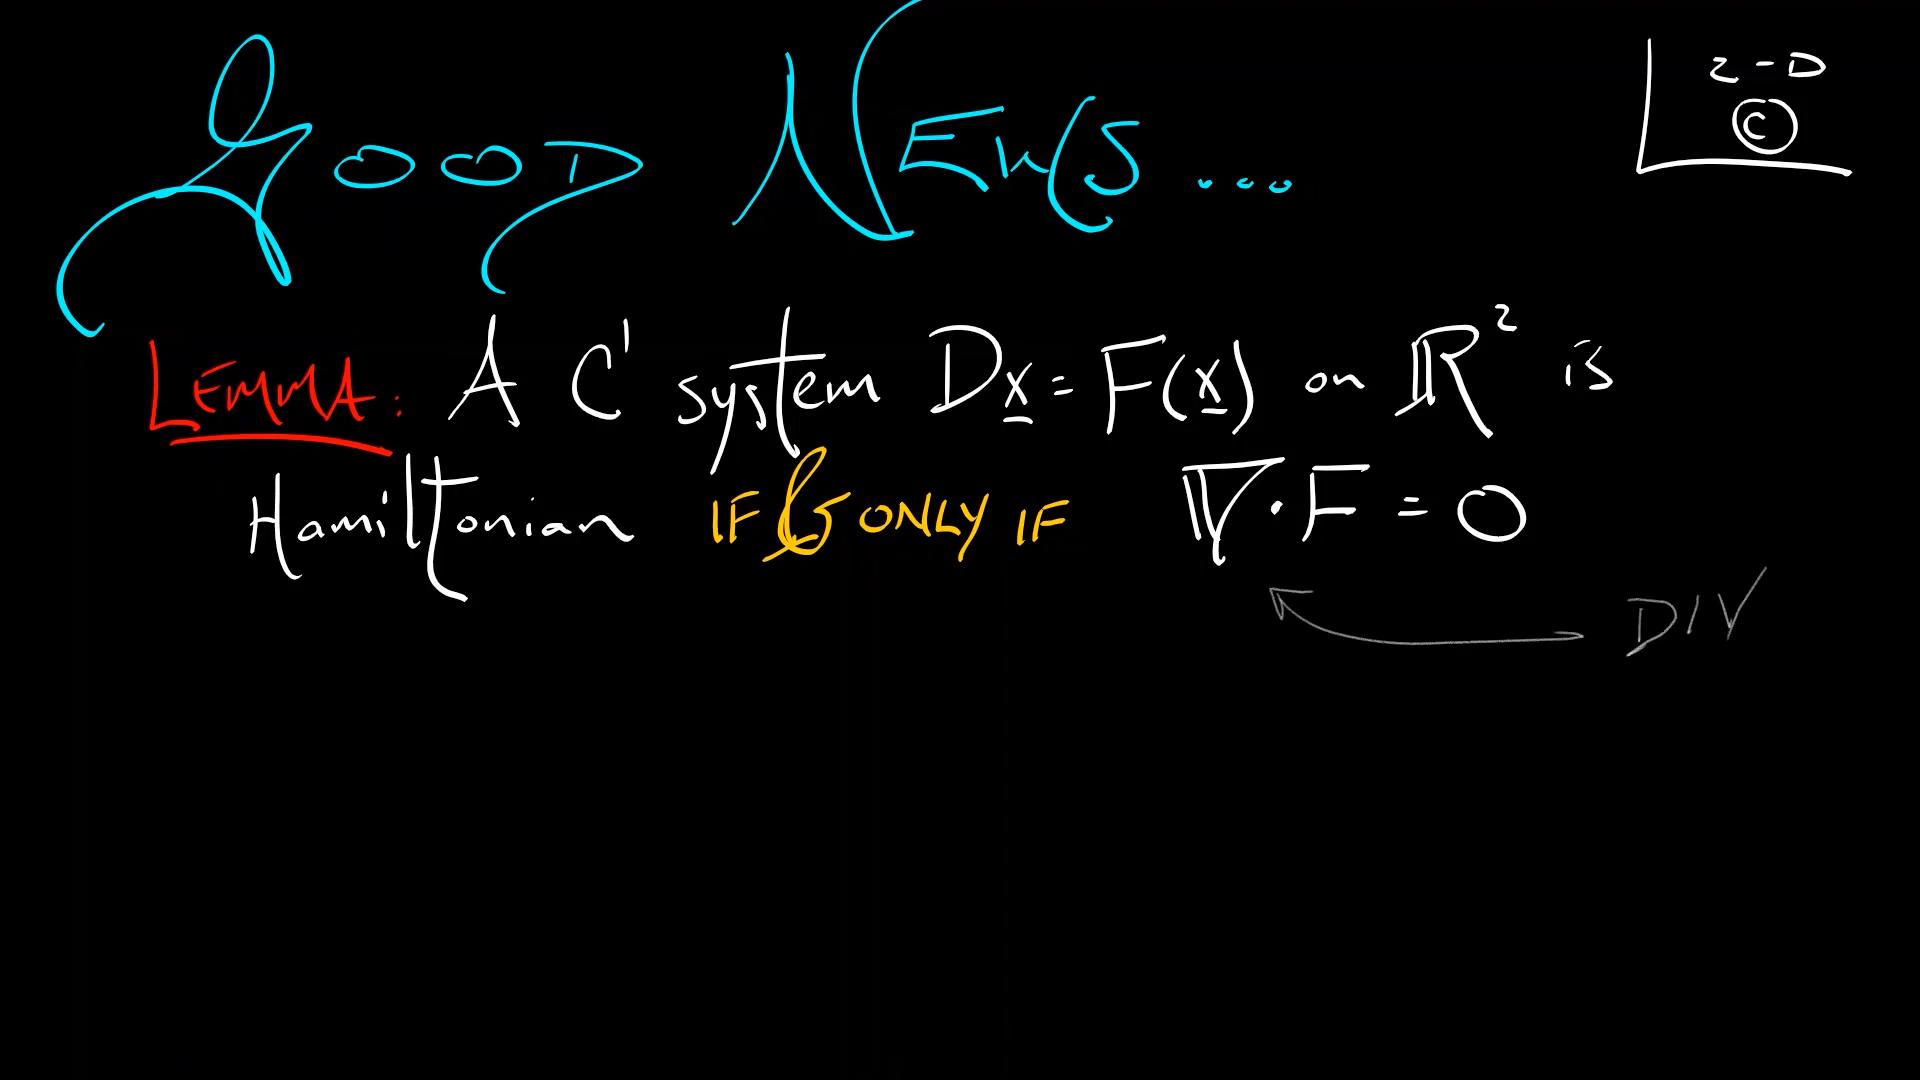 GOOD NEWS...
2-D
©
LEMMA: A C¹ system Dx = F(x) on ℝ² is
Hamiltonian IF & ONLY IF ∇·F = 0
DIV